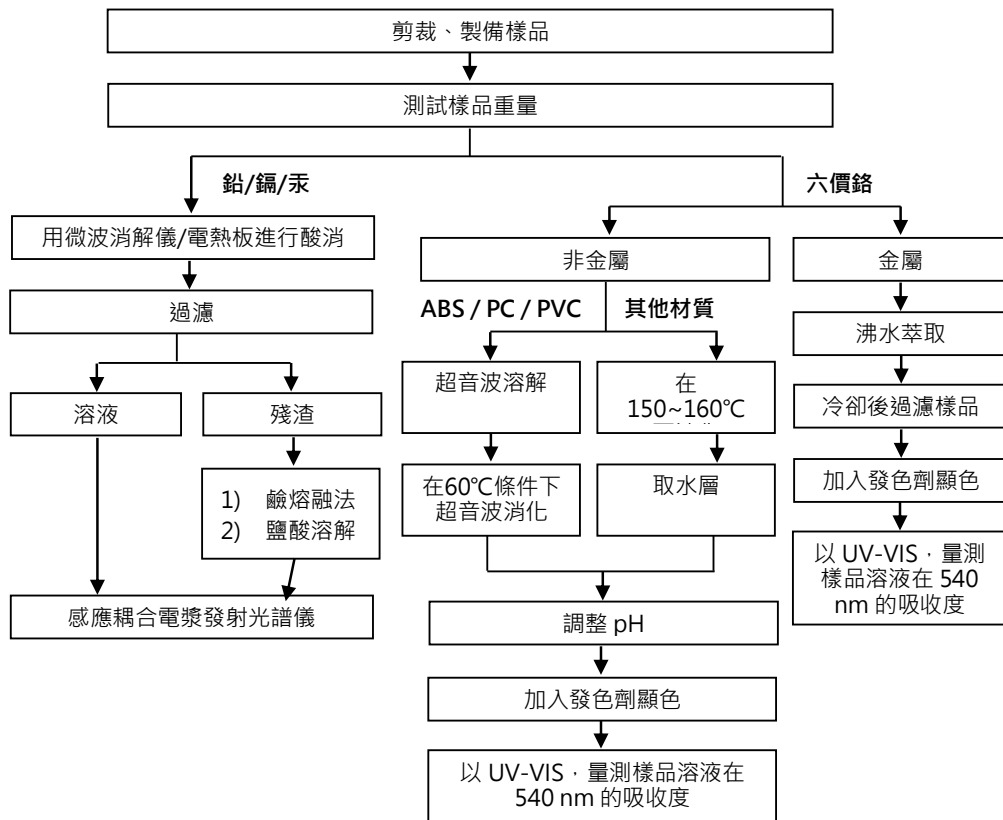 剪裁、製備樣品
測試樣品重量
鉛/鎘/汞
六價鉻
用微波消解儀/電熱板進行酸消
非金屬
金屬
過濾
ABS / PC / PVC
其他材質
沸水萃取
溶液
殘渣
超音波溶解
在
150~160℃
冷卻後過濾樣品
1) 鹼熔融法
2) 鹽酸溶解
在60℃條件下
超音波消化
取水層
加入發色劑顯色
以 UV-VIS，量測
樣品溶液在 540
nm 的吸收度
感應耦合電漿發射光譜儀
調整 pH
加入發色劑顯色
以 UV-VIS，量測樣品溶液在
540 nm 的吸收度